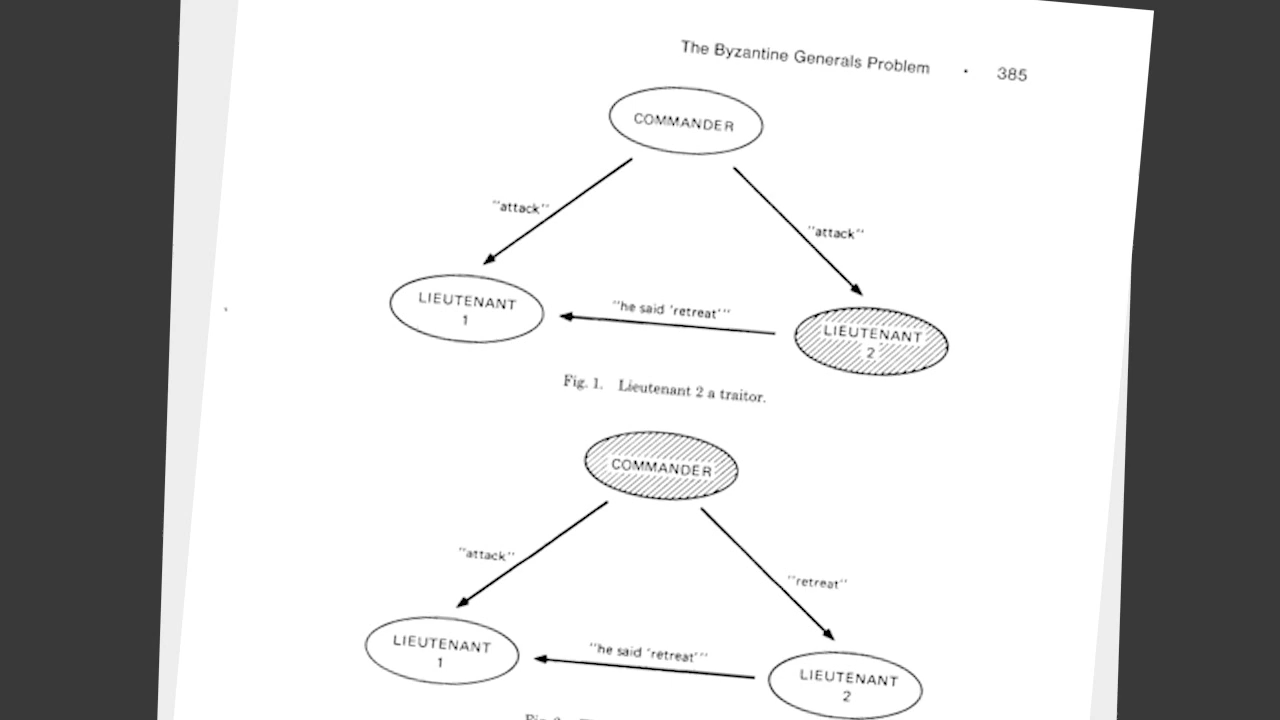 The Byzantine Generals Problem · 385
COMMANDER
"attack"
"attack"
LIEUTENANT
1
"he said 'retreat'"
LIEUTENANT
2
Fig. 1. Lieutenant 2 a traitor.
COMMANDER
"attack"
"retreat"
LIEUTENANT
1
"he said 'retreat'"
LIEUTENANT
2